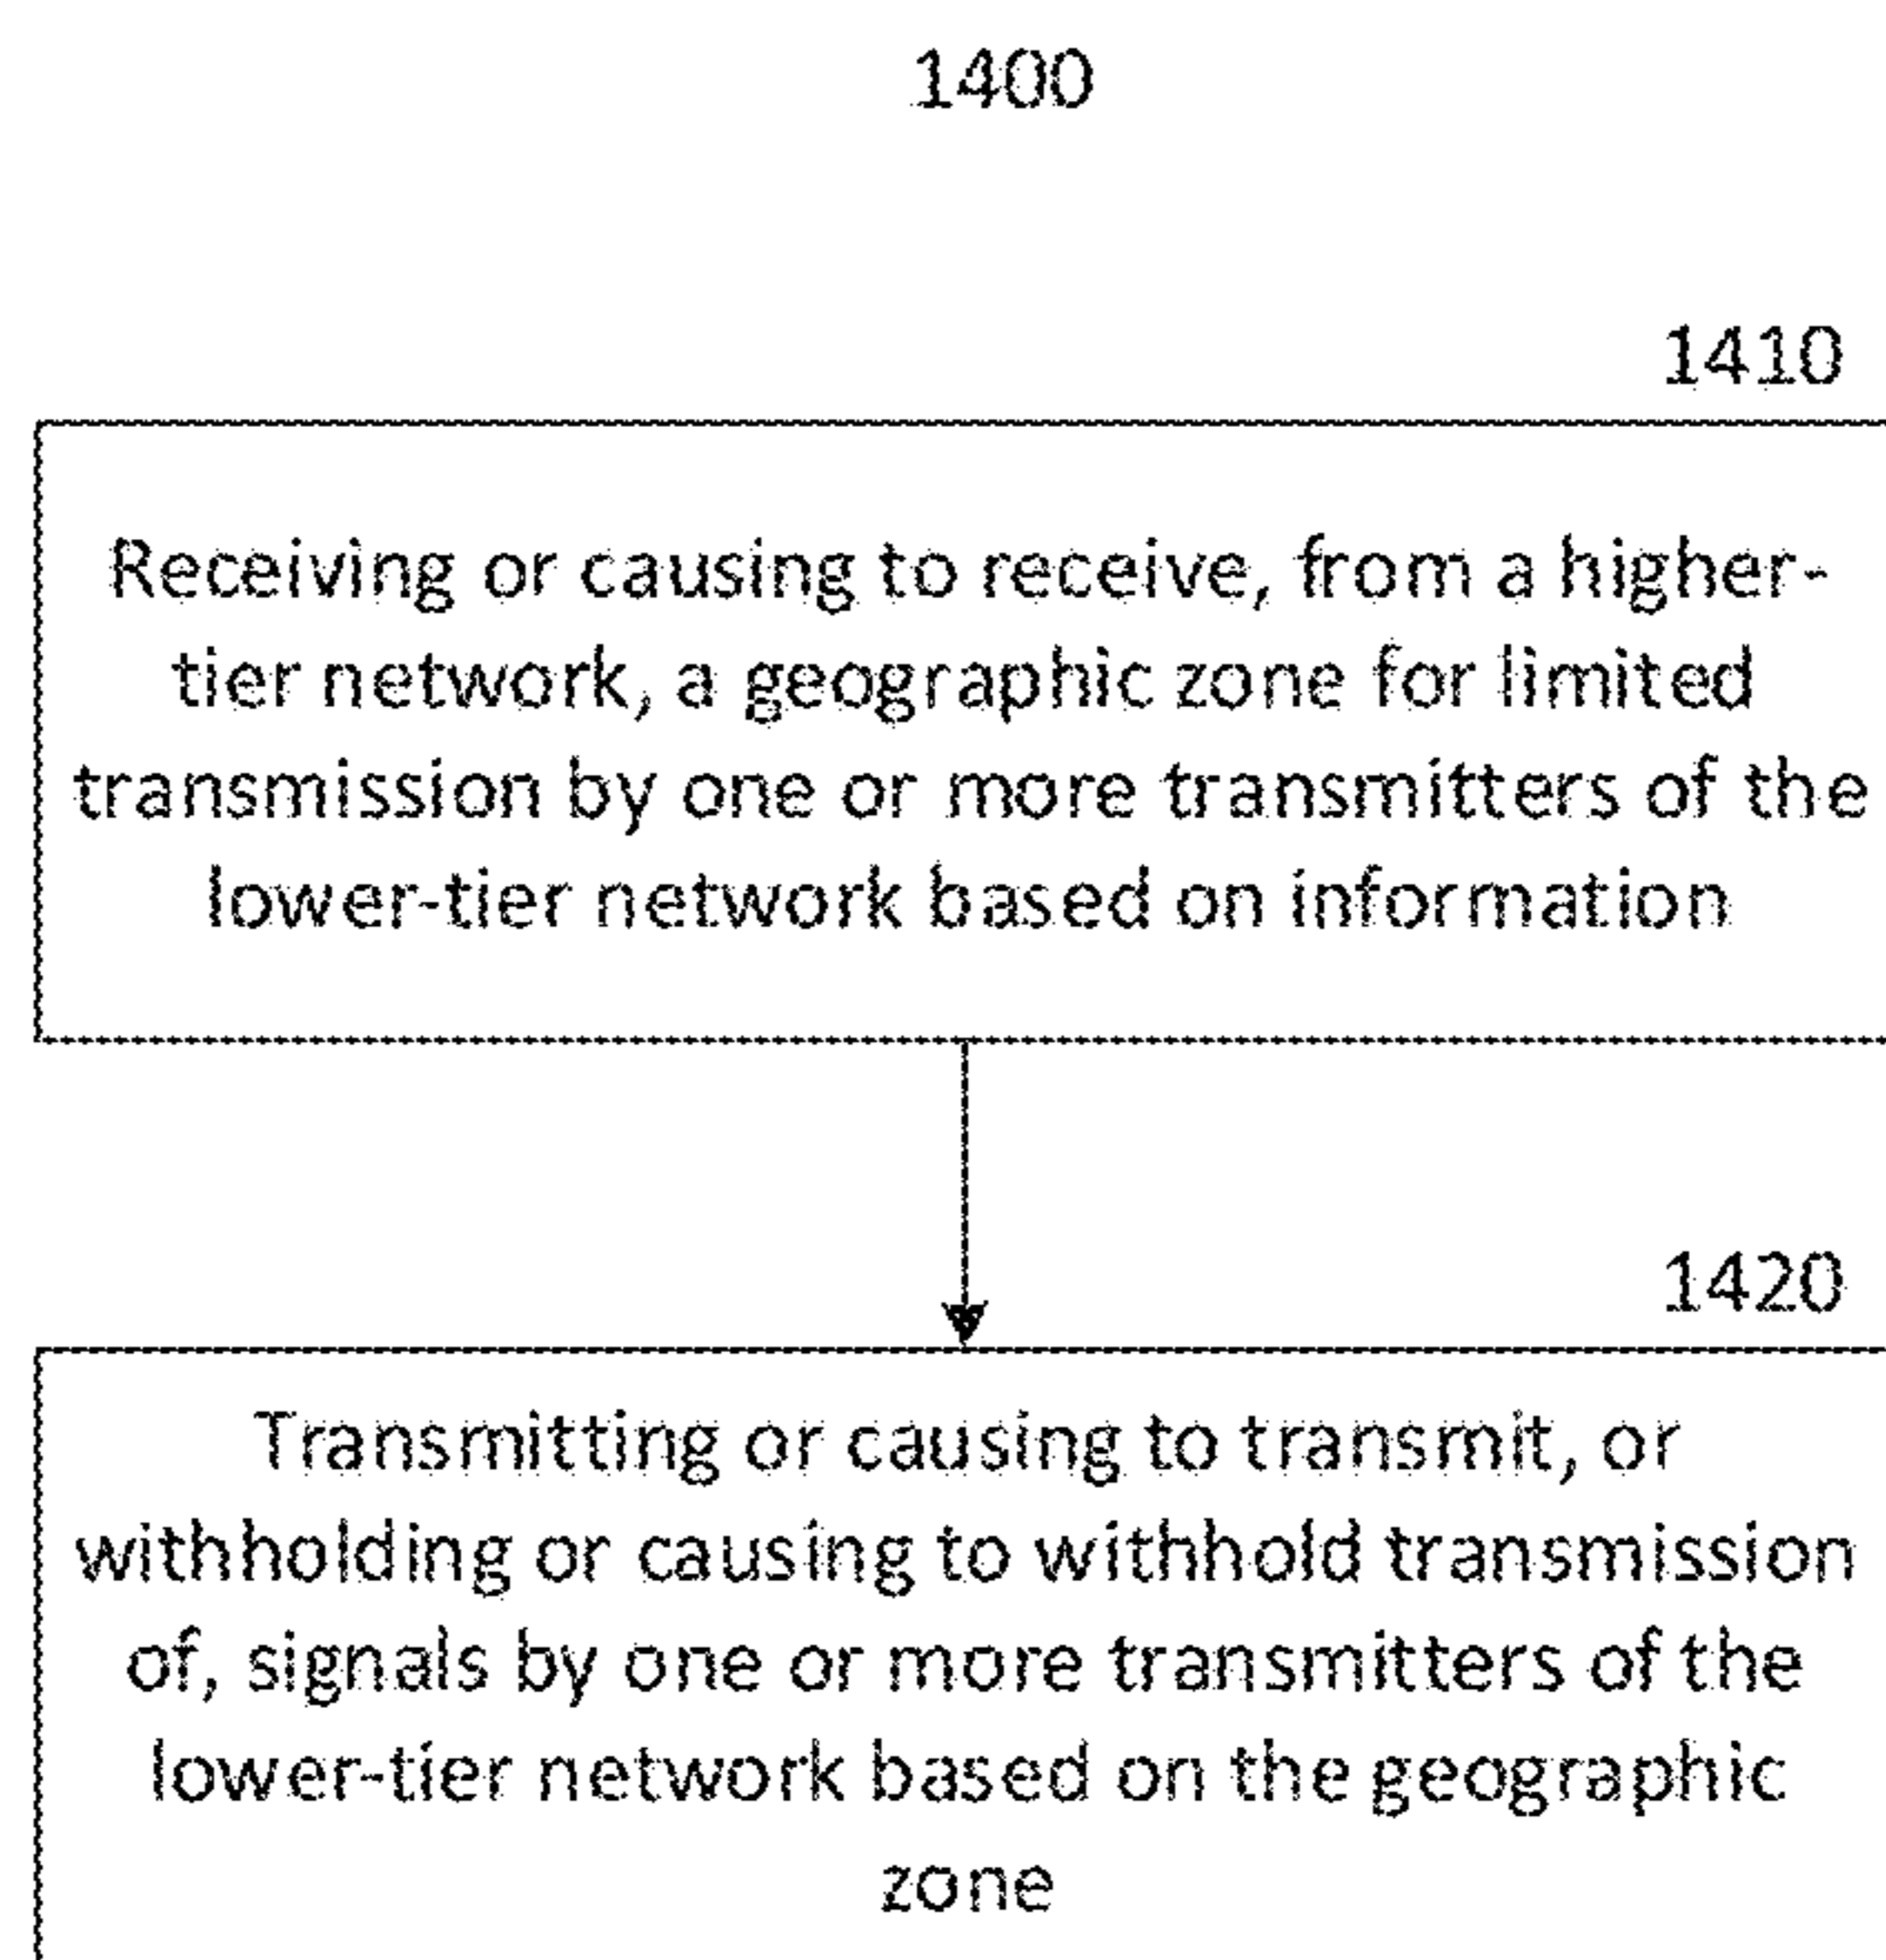 1400
1410
Receiving or causing to receive, from a higher-
tier network, a geographic zone for limited
transmission by one or more transmitters of the
lower-tier network based on information
1420
Transmitting or causing to transmit, or
withholding or causing to withhold transmission
of, signals by one or more transmitters of the
lower-tier network based on the geographic
zone